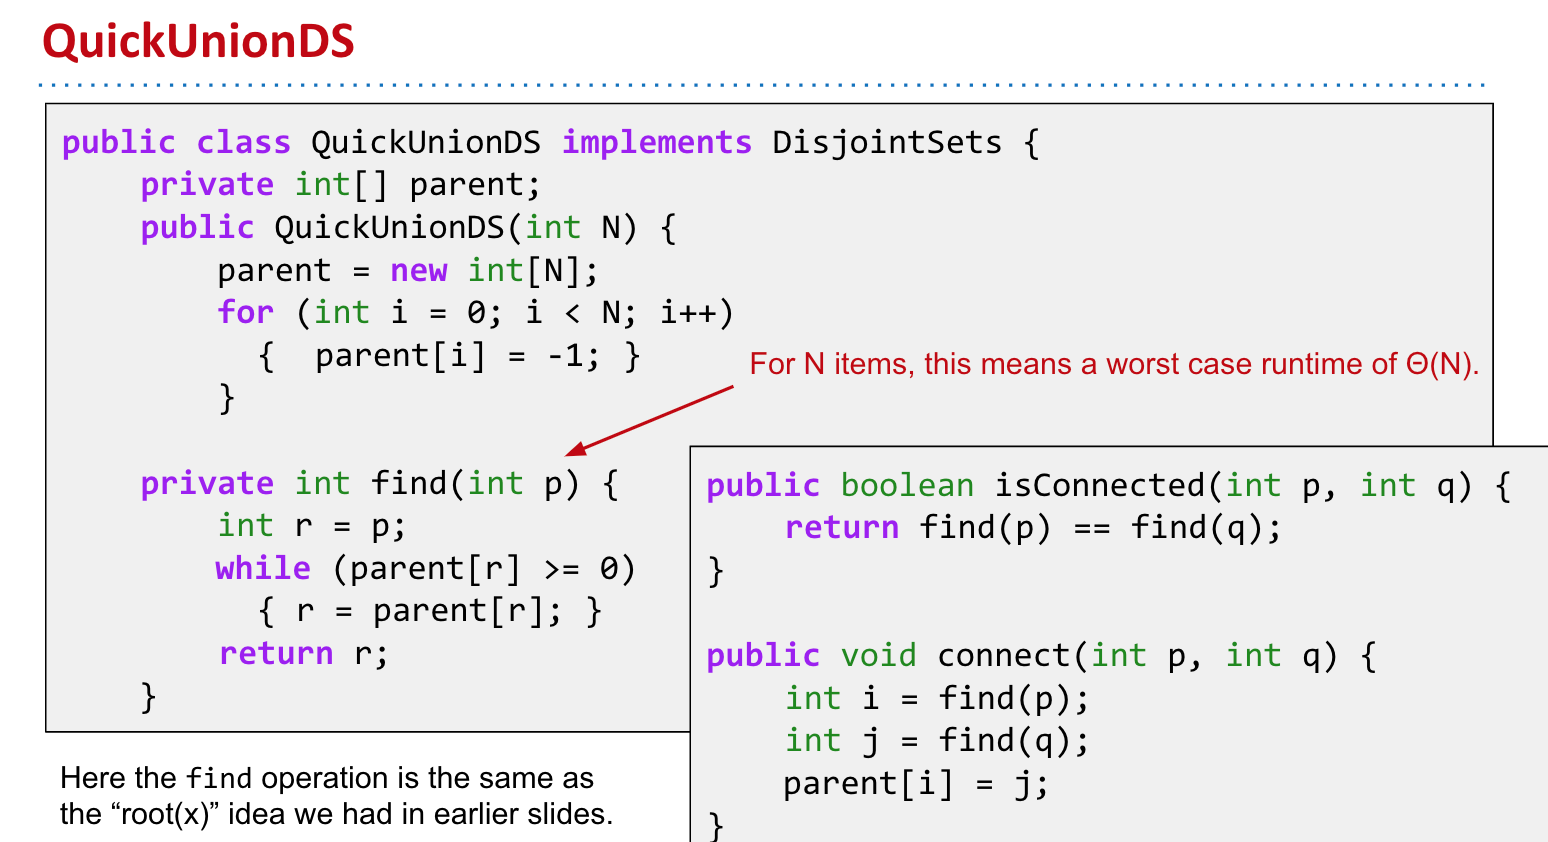 QuickUnionDS
public class QuickUnionDS implements DisjointSets {
private int[] parent;
public QuickUnionDS(int N) {
parent = new int[N];
for (int i = 0; i < N; i++)
{ parent[i] = -1; }
}
For N items, this means a worst case runtime of Θ(N).
private int find(int p) {
int r = p;
while (parent[r] >= 0)
{ r = parent[r]; }
return r;
}
public boolean isConnected(int p, int q) {
return find(p) == find(q);
}
public void connect(int p, int q) {
int i = find(p);
int j = find(q);
parent[i] = j;
}
Here the find operation is the same as
the “root(x)” idea we had in earlier slides.